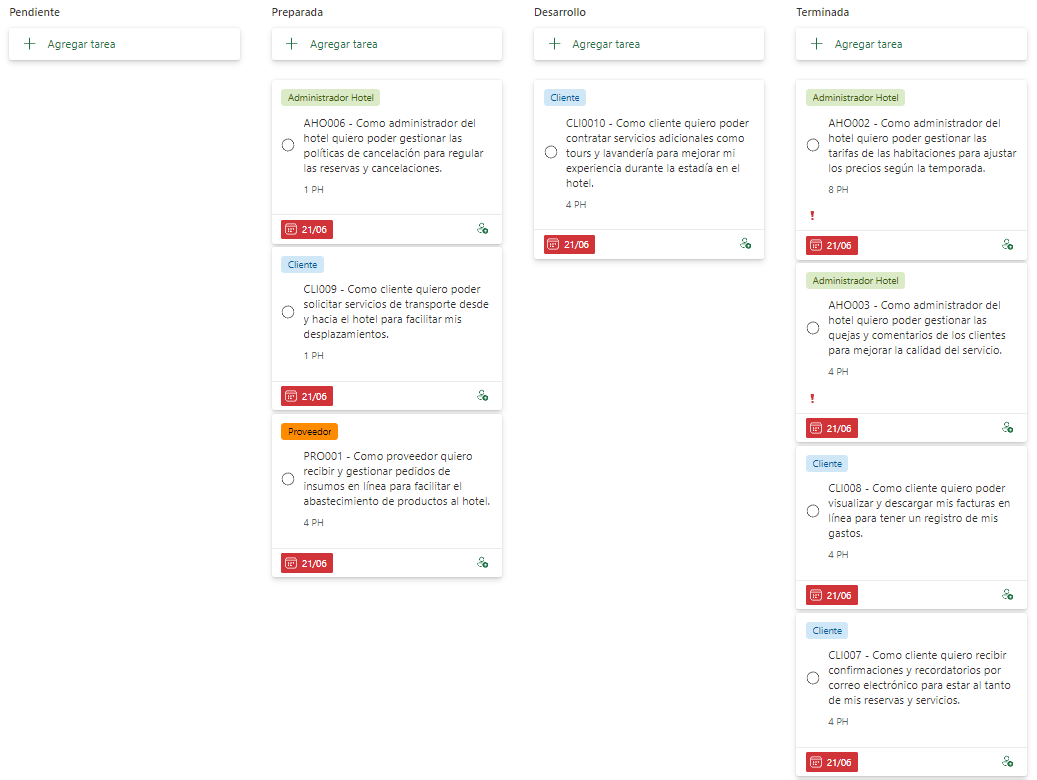 Pendiente
Agregar tarea
Preparada
Agregar tarea
Administrador Hotel
AHO006 - Como administrador del
hotel quiero poder gestionar las
políticas de cancelación para regular
las reservas y cancelaciones.
1 PH
21/06
Cliente
CLI009 - Como cliente quiero poder
solicitar servicios de transporte desde
y hacia el hotel para facilitar mis
desplazamientos.
1 PH
21/06
Proveedor
PRO001 - Como proveedor quiero
recibir y gestionar pedidos de
insumos en línea para facilitar el
abastecimiento de productos al hotel.
4 PH
21/06
Desarrollo
Agregar tarea
Cliente
CLI0010 - Como cliente quiero poder
contratar servicios adicionales como
tours y lavandería para mejorar mi
experiencia durante la estadía en el
hotel.
4 PH
21/06
Terminada
Agregar tarea
Administrador Hotel
AHO002 - Como administrador del
hotel quiero poder gestionar las
tarifas de las habitaciones para ajustar
los precios según la temporada.
8 PH
21/06
Administrador Hotel
AHO003 - Como administrador del
hotel quiero poder gestionar las
quejas y comentarios de los clientes
para mejorar la calidad del servicio.
4 PH
21/06
Cliente
CLI008 - Como cliente quiero poder
visualizar y descargar mis facturas en
línea para tener un registro de mis
gastos.
4 PH
21/06
Cliente
CLI007 - Como cliente quiero recibir
confirmaciones y recordatorios por
correo electrónico para estar al tanto
de mis reservas y servicios.
4 PH
21/06